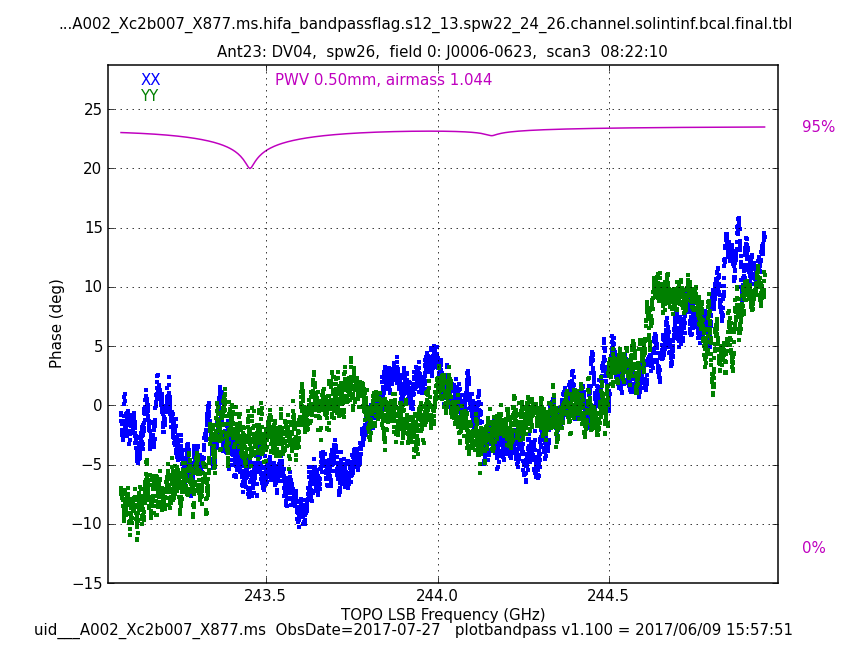 ...A002_Xc2b007_X877.ms.hifa_bandpassflag.s12_13.spw22_24_26.channel.solintinf.bcal.final.tbl
Ant23: DV04,  spw26,  field 0: J0006-0623,  scan3  08:22:10
XX
PWV 0.50mm, airmass 1.044
YY
25
95%
20
15
10
5
0
−5
−10
−15
0%
Phase (deg)
243.5
244.0
244.5
TOPO LSB Frequency (GHz)
uid___A002_Xc2b007_X877.ms  ObsDate=2017-07-27   plotbandpass v1.100 = 2017/06/09 15:57:51